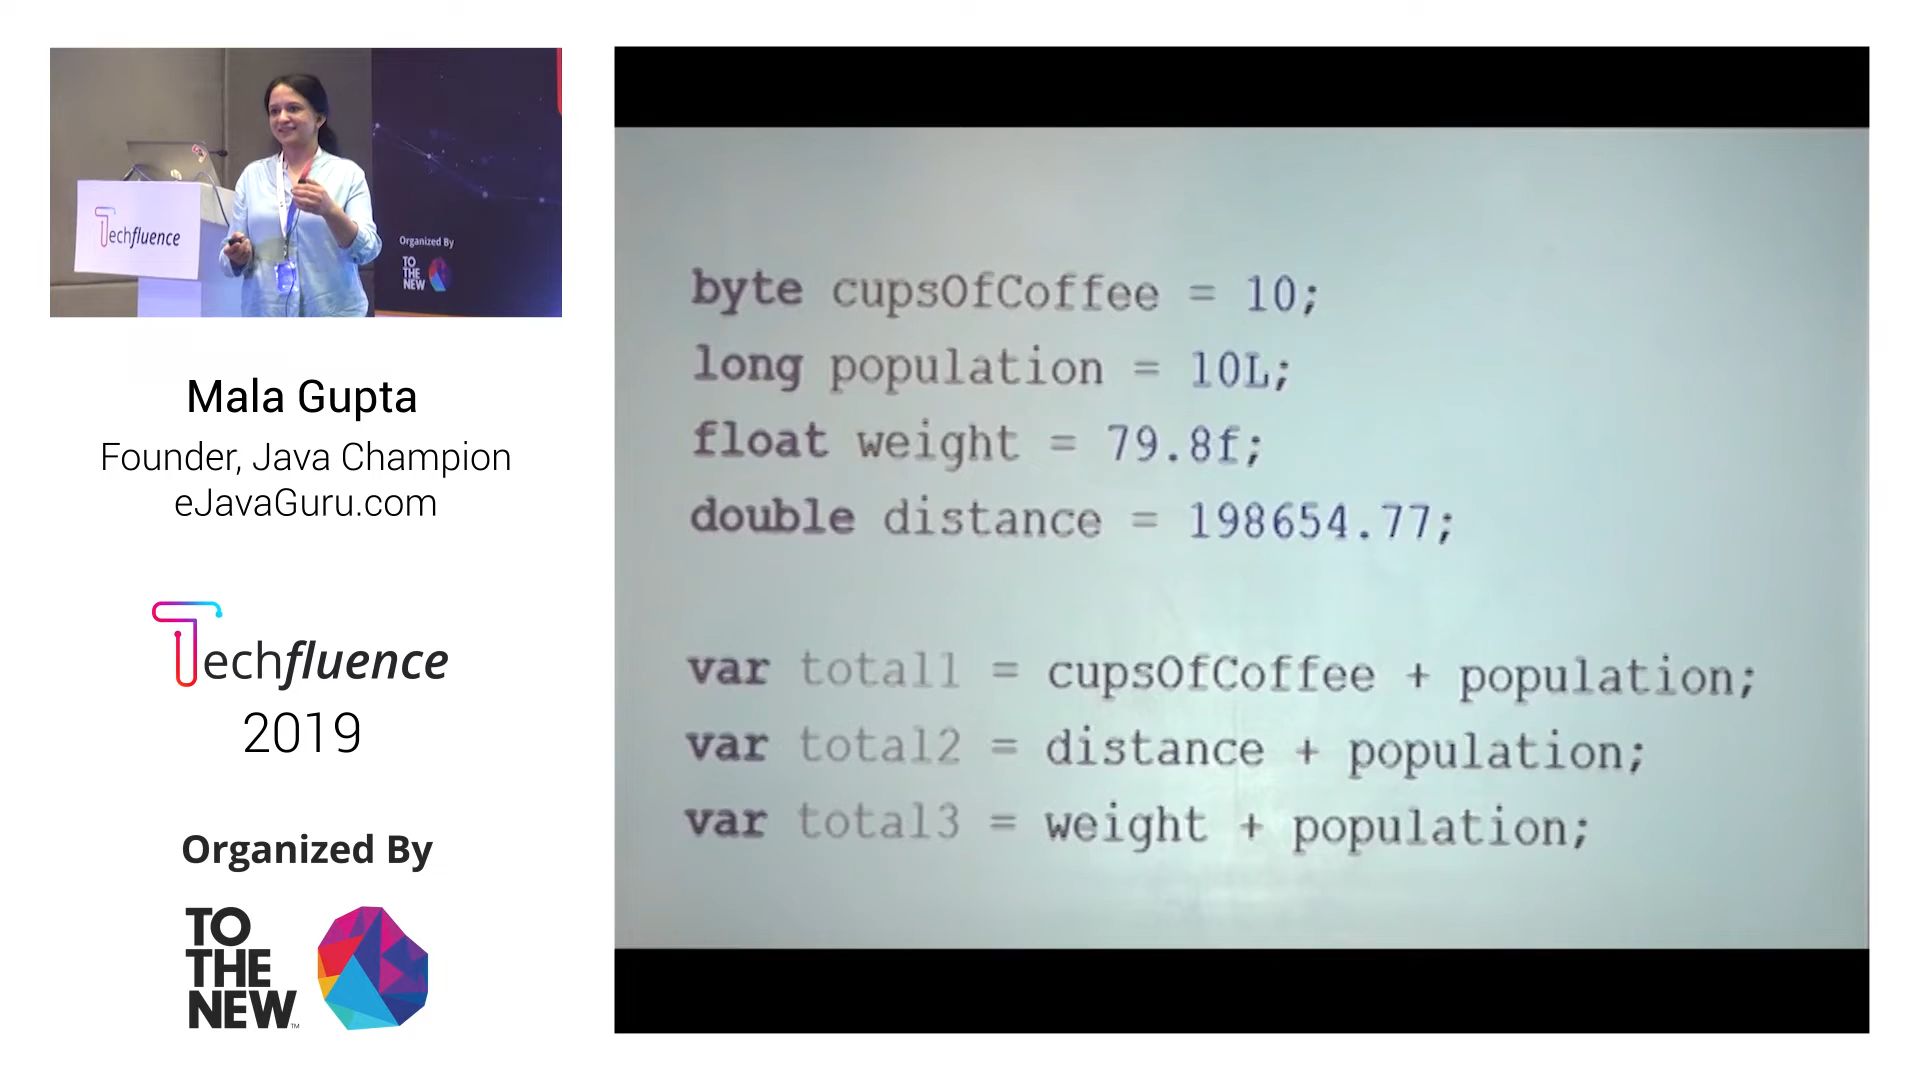 Techfluence
Organized By
TO
THE
NEW
Mala Gupta
Founder, Java Champion
eJavaGuru.com
Techfluence
2019
Organized By
TO
THE
NEW™
byte cupsOfCoffee = 10;
long population = 10L;
float weight = 79.8f;
double distance = 198654.77;
var total1 = cupsOfCoffee + population;
var total2 = distance + population;
var total3 = weight + population;